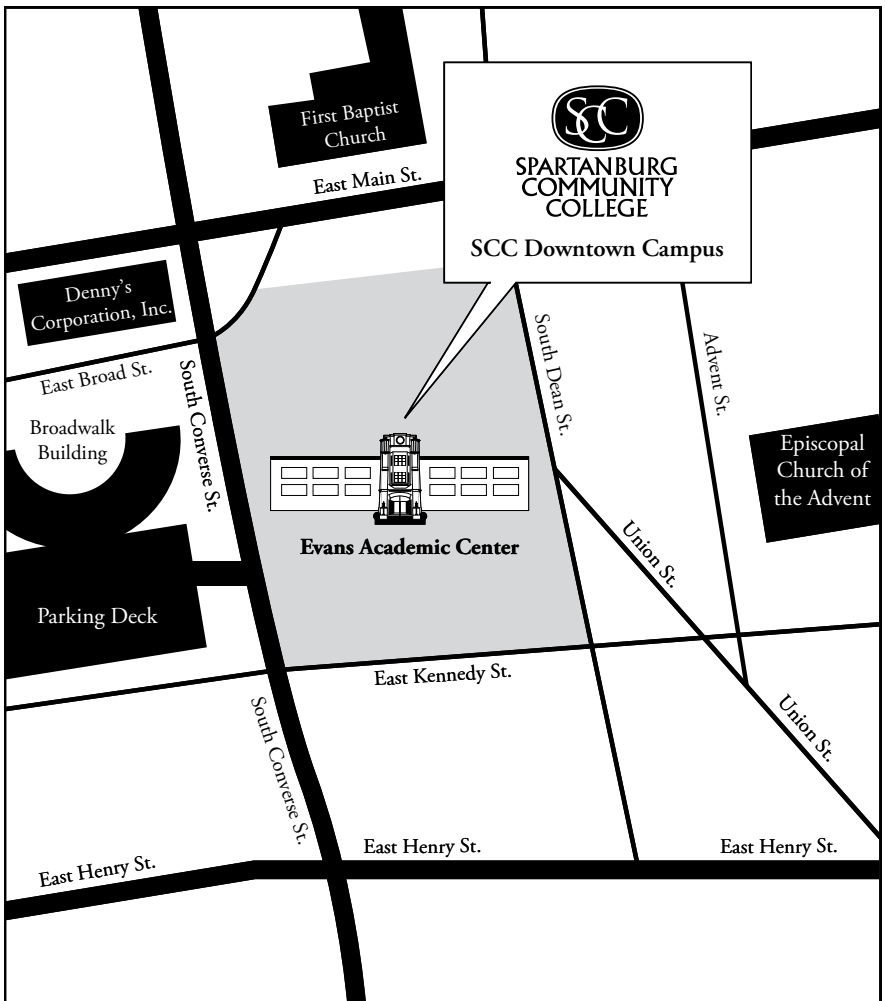 First Baptist
Church
East Main St.
SCC
SPARTANBURG
COMMUNITY
COLLEGE
SCC Downtown Campus
Denny's
Corporation, Inc.
East Broad St.
South Converse St.
South Dean St.
Advent St.
Broadwalk
Building
Episcopal
Church of
the Advent
Evans Academic Center
Union St.
Parking Deck
East Kennedy St.
South Converse St.
Union St.
East Henry St.
East Henry St.
East Henry St.